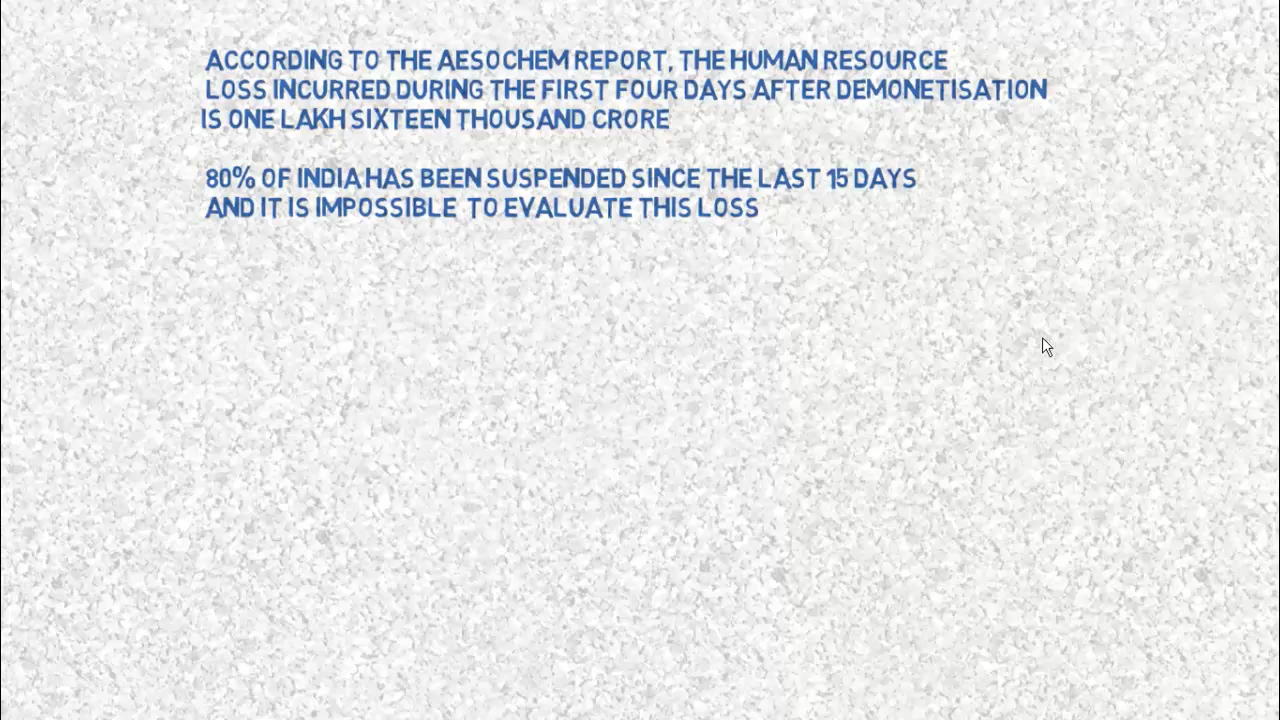 ACCORDING TO THE AESOCHEM REPORT, THE HUMAN RESOURCE
LOSS INCURRED DURING THE FIRST FOUR DAYS AFTER DEMONETISATION
IS ONE LAKH SIXTEEN THOUSAND CRORE
80% OF INDIA HAS BEEN SUSPENDED SINCE THE LAST 15 DAYS
AND IT IS IMPOSSIBLE TO EVALUATE THIS LOSS